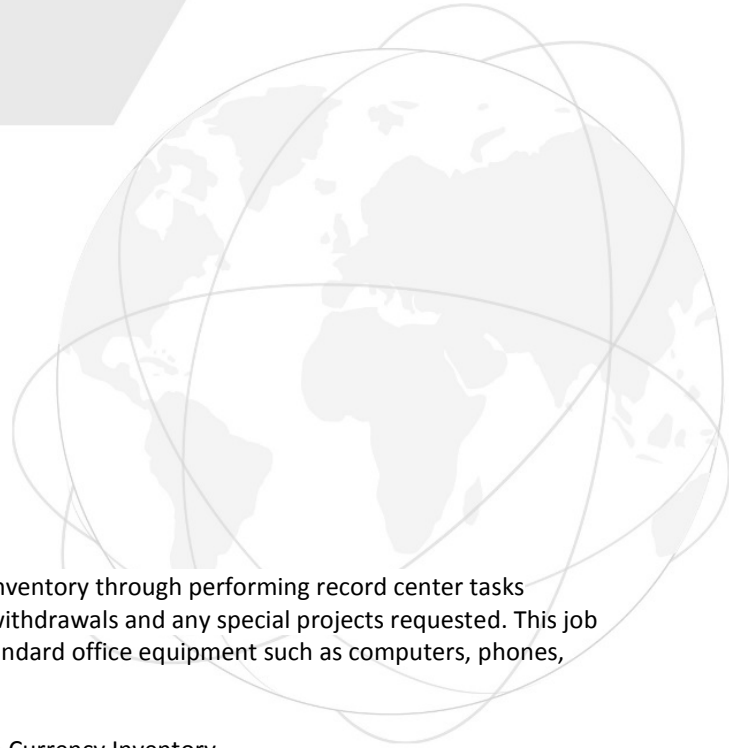 nventory through performing record center tasks
withdrawals and any special projects requested. This job
andard office equipment such as computers, phones,
Currency Inventory